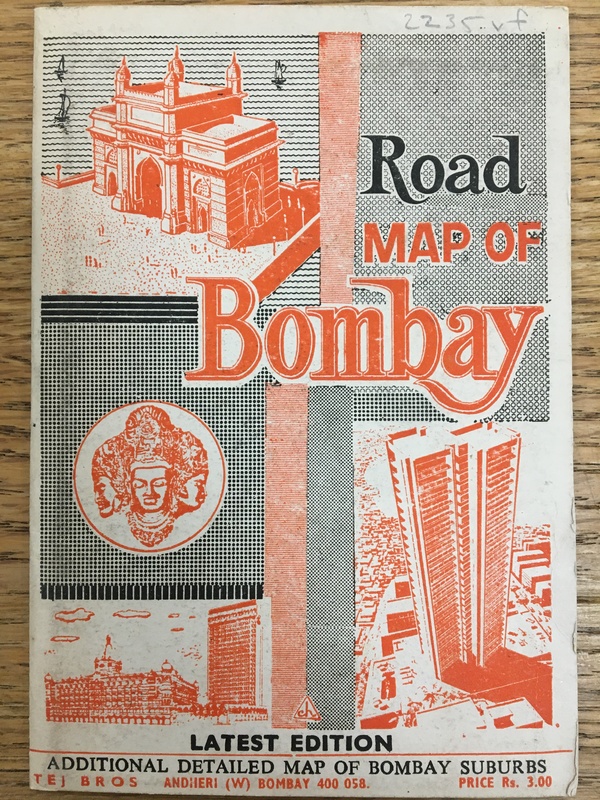 2235.vf
Road
MAP OF
Bombay
LATEST EDITION
ADDITIONAL DETAILED MAP OF BOMBAY SUBURBS
TEJ BROS ANDHERI (W) BOMBAY 400 058. PRICE Rs. 3.00